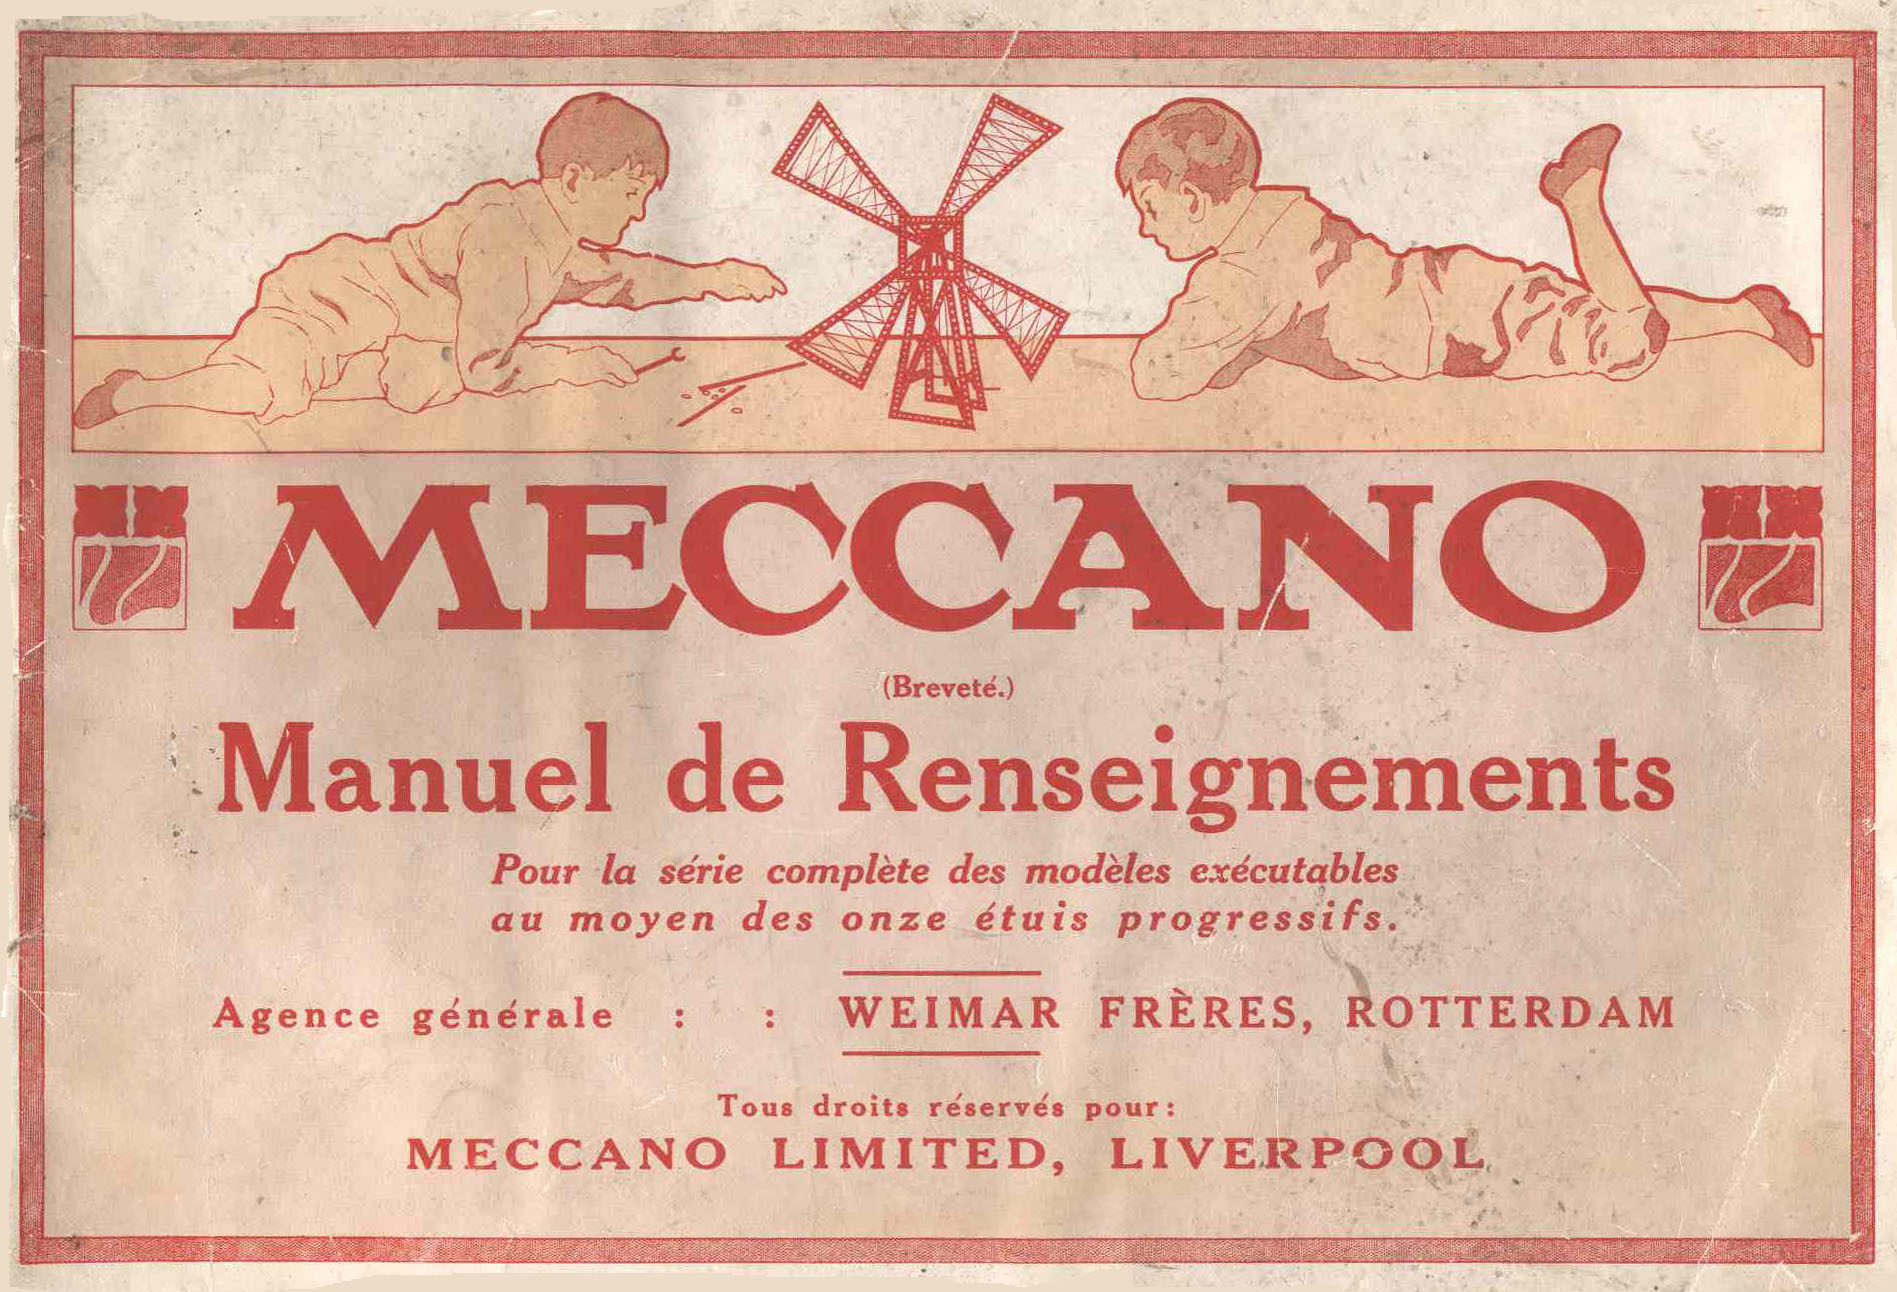 MECCANO
(Breveté.)
Manuel de Renseignements
Pour la série complète des modèles exécutables
au moyen des onze étuis progressifs.
Agence générale : : WEIMAR FRÈRES, ROTTERDAM
Tous droits réservés pour:
MECCANO LIMITED, LIVERPOOL